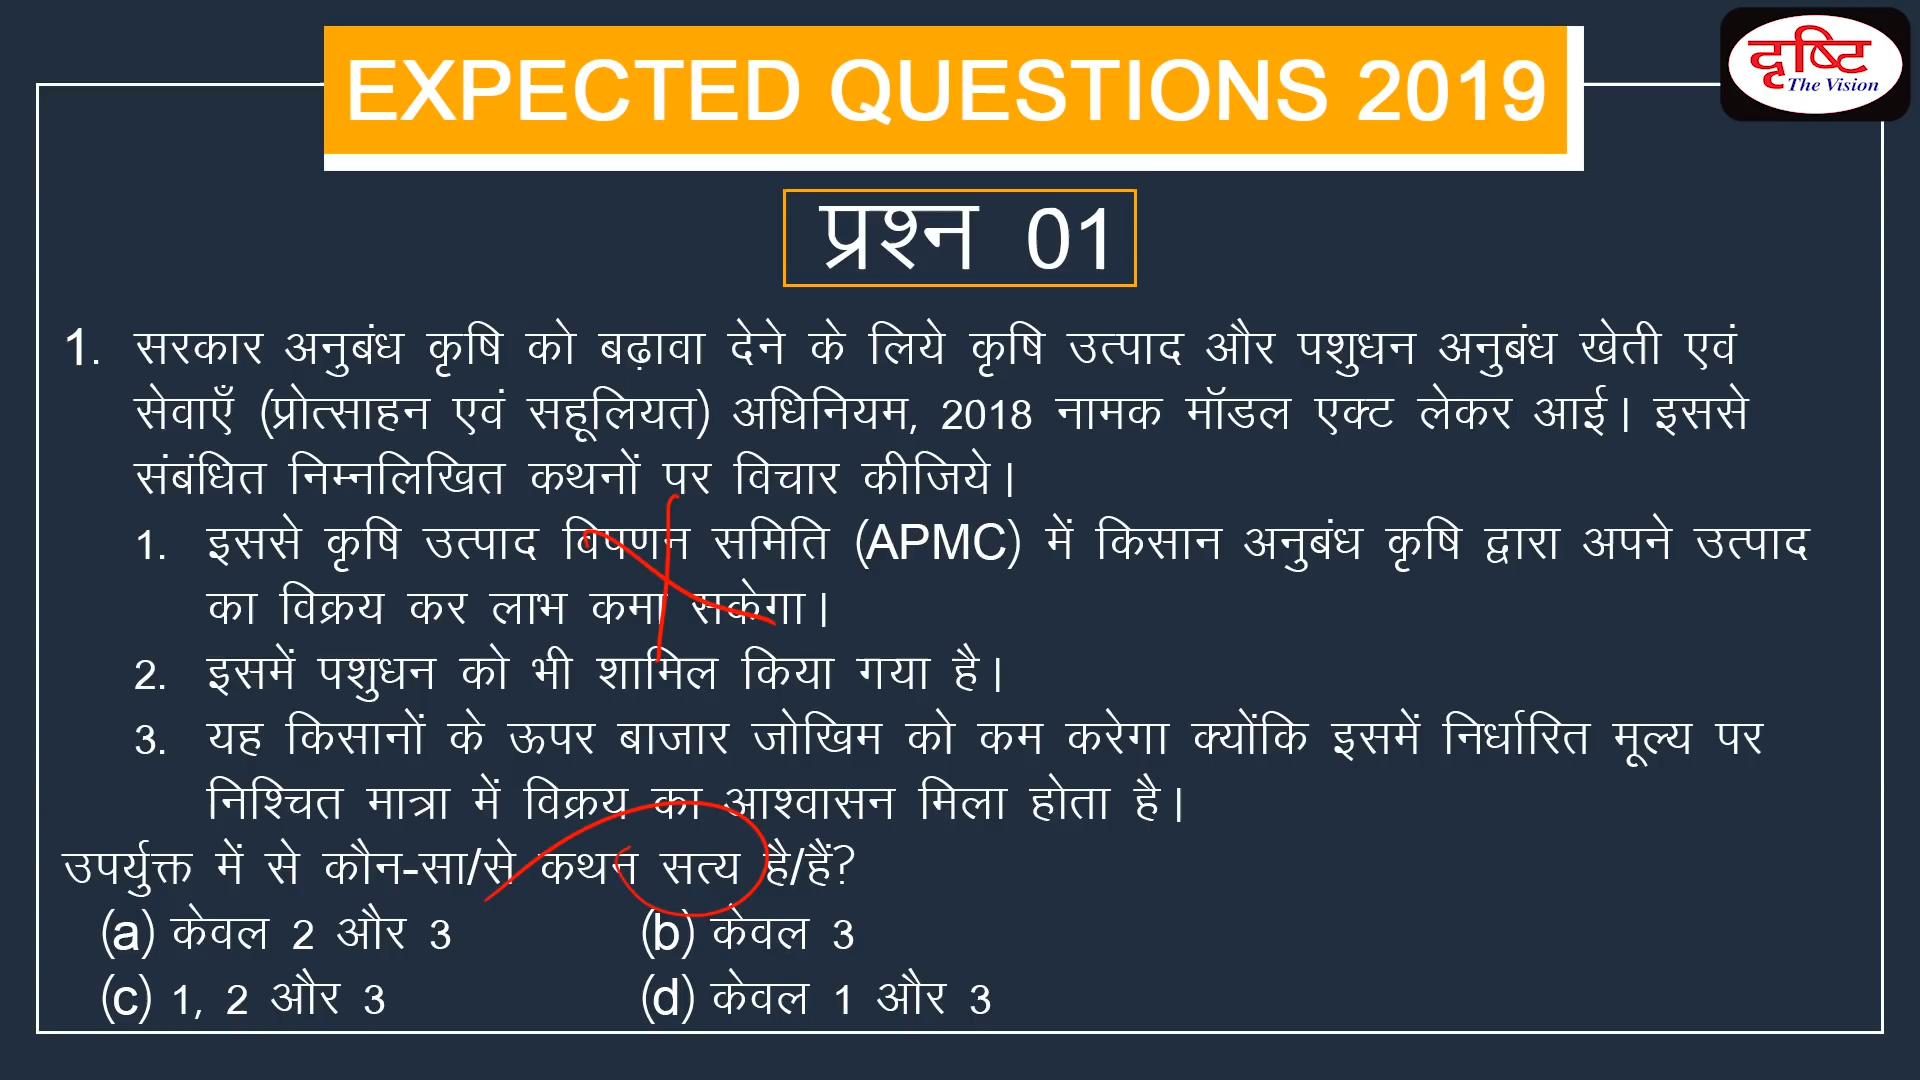 EXPECTED QUESTIONS 2019
दृष्टि
The Vision
प्रश्न 01
1. सरकार अनुबंध कृषि को बढ़ावा देने के लिये कृषि उत्पाद और पशुधन अनुबंध खेती एवं
सेवाएँ (प्रोत्साहन एवं सहूलियत) अधिनियम, 2018 नामक मॉडल एक्ट लेकर आई। इससे
संबंधित निम्नलिखित कथनों पर विचार कीजिये।
1. इससे कृषि उत्पाद विपणन समिति (APMC) में किसान अनुबंध कृषि द्वारा अपने उत्पाद
का विक्रय कर लाभ कमा सकेगा।
2. इसमें पशुधन को भी शामिल किया गया है।
3. यह किसानों के ऊपर बाजार जोखिम को कम करेगा क्योंकि इसमें निर्धारित मूल्य पर
निश्चित मात्रा में विक्रय का आश्वासन मिला होता है।
उपर्युक्त में से कौन-सा/से कथन सत्य है/हैं?
(a) केवल 2 और 3 (b) केवल 3
(c) 1, 2 और 3 (d) केवल 1 और 3